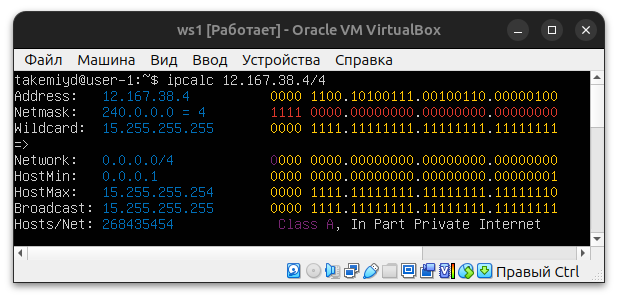 ws1 [Работает] - Oracle VM VirtualBox
Файл Машина Вид Ввод Устройства Справка
takemiyd@user-1:~$ ipcalc 12.167.38.4/4
Address: 12.167.38.4 0000 1100.10100111.00100110.00000100
Netmask: 240.0.0.0 = 4 1111 0000.00000000.00000000.00000000
Wildcard: 15.255.255.255 0000 1111.11111111.11111111.11111111
=>
Network: 0.0.0.0/4 0000 0000.00000000.00000000.00000000
HostMin: 0.0.0.1 0000 0000.00000000.00000000.00000001
HostMax: 15.255.255.254 0000 1111.11111111.11111111.11111110
Broadcast: 15.255.255.255 0000 1111.11111111.11111111.11111111
Hosts/Net: 268435454 Class A, In Part Private Internet
Правый Ctrl